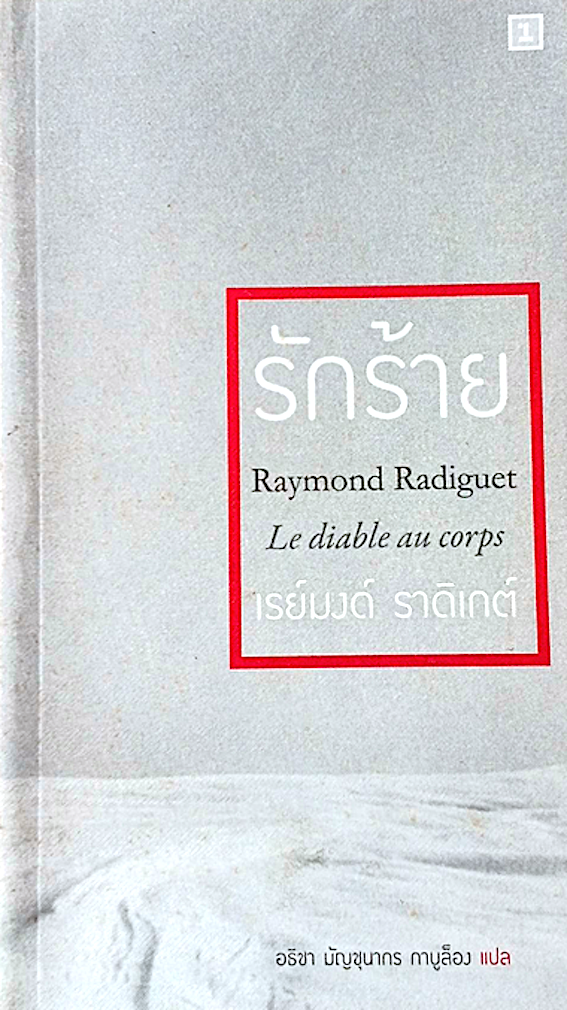 1
รักร้าย
Raymond Radiguet
Le diable au corps
เรย์มงด์ ราดิเกต์
อธิชา มัญชุนากร กาบูล็อง แปล